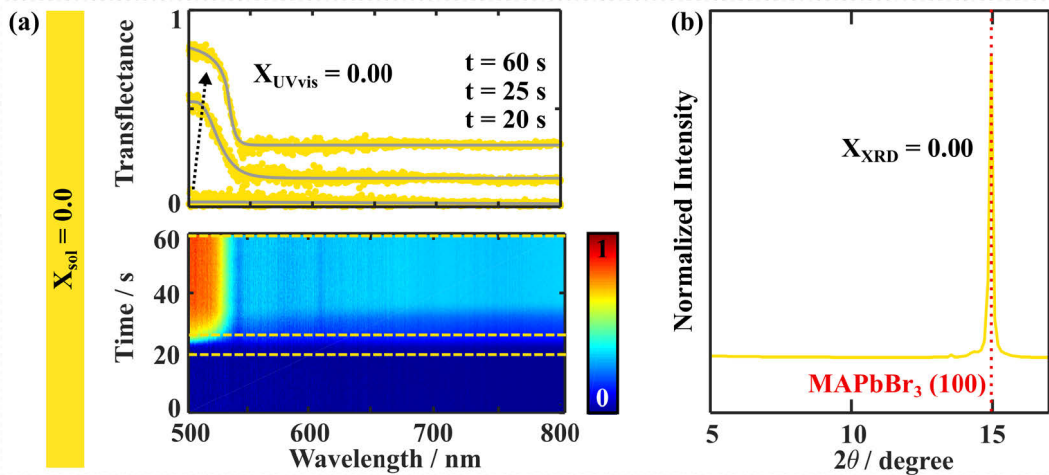 (a)
X_sol = 0.0
Transflectance
1
0
X_UVvis = 0.00
t = 60 s
t = 25 s
t = 20 s
Time / s
60
40
20
0
1
0
500 600 700 800
Wavelength / nm
(b)
Normalized Intensity
X_XRD = 0.00
MAPbBr₃ (100)
5 10 15
2θ / degree